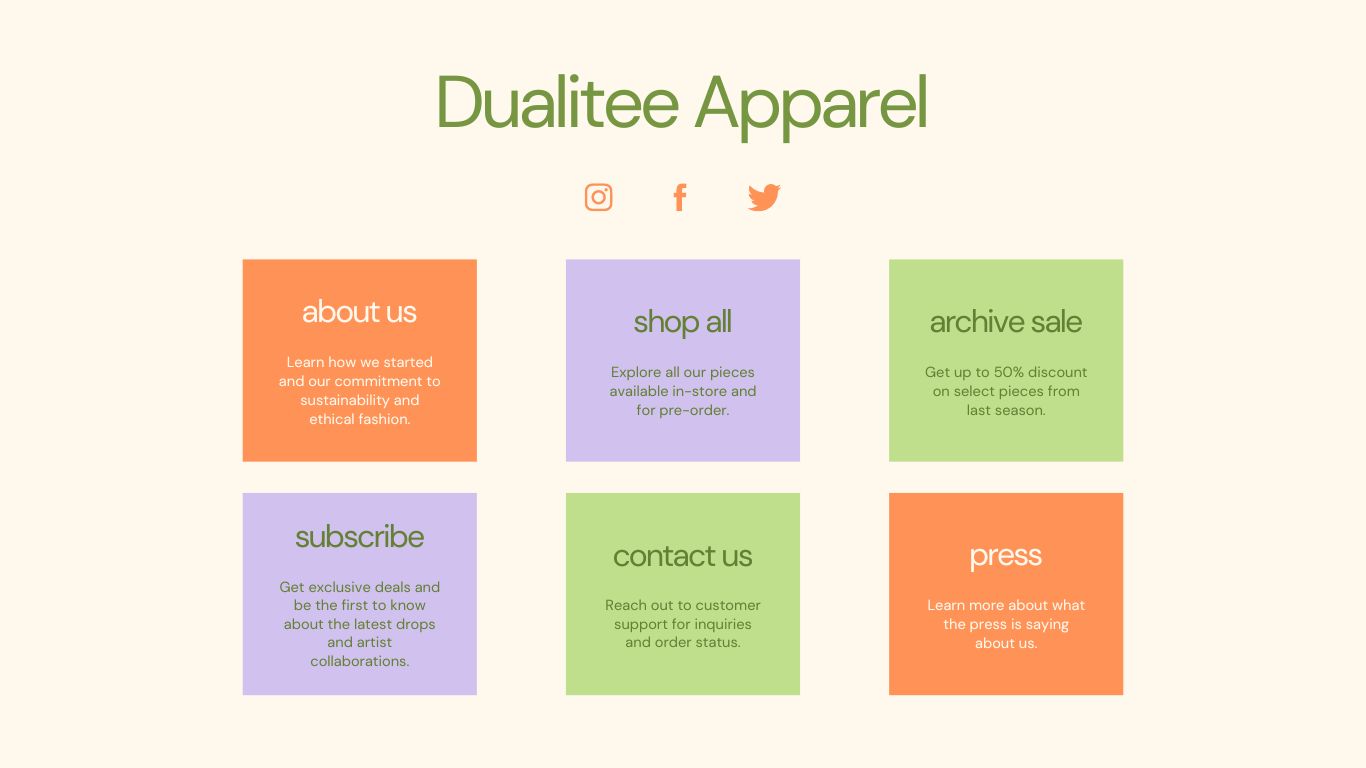 Dualitee Apparel
about us
Learn how we started
and our commitment to
sustainability and
ethical fashion.
shop all
Explore all our pieces
available in-store and
for pre-order.
archive sale
Get up to 50% discount
on select pieces from
last season.
subscribe
Get exclusive deals and
be the first to know
about the latest drops
and artist
collaborations.
contact us
Reach out to customer
support for inquiries
and order status.
press
Learn more about what
the press is saying
about us.